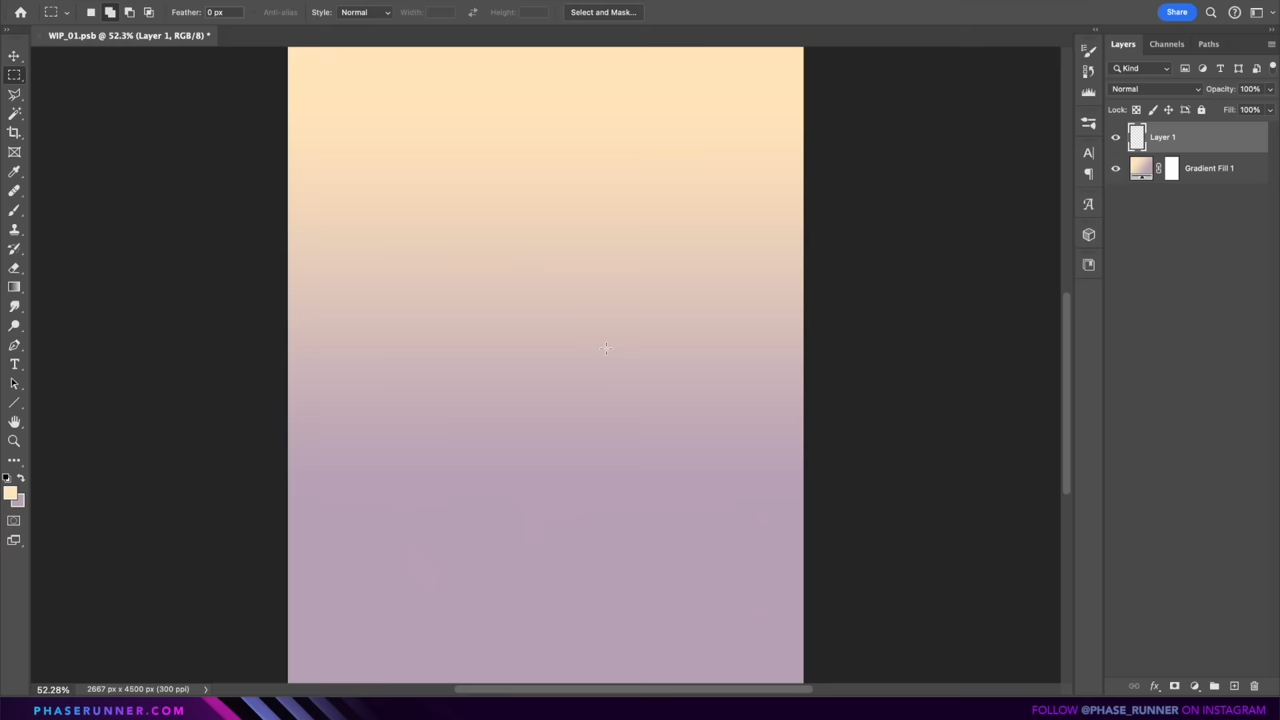 Feather: 0 px
Anti-alias
Style: Normal
Width:
Height:
Select and Mask...
Share
WIP_01.psb @ 52.3% (Layer 1, RGB/8) *
Layers Channels Paths
Kind
Normal
Opacity: 100%
Lock:
Fill: 100%
Layer 1
Gradient Fill 1
52.28%
2667 px x 4500 px (300 ppi)
PHASERUNNER.COM
FOLLOW @PHASE_RUNNER ON INSTAGRAM